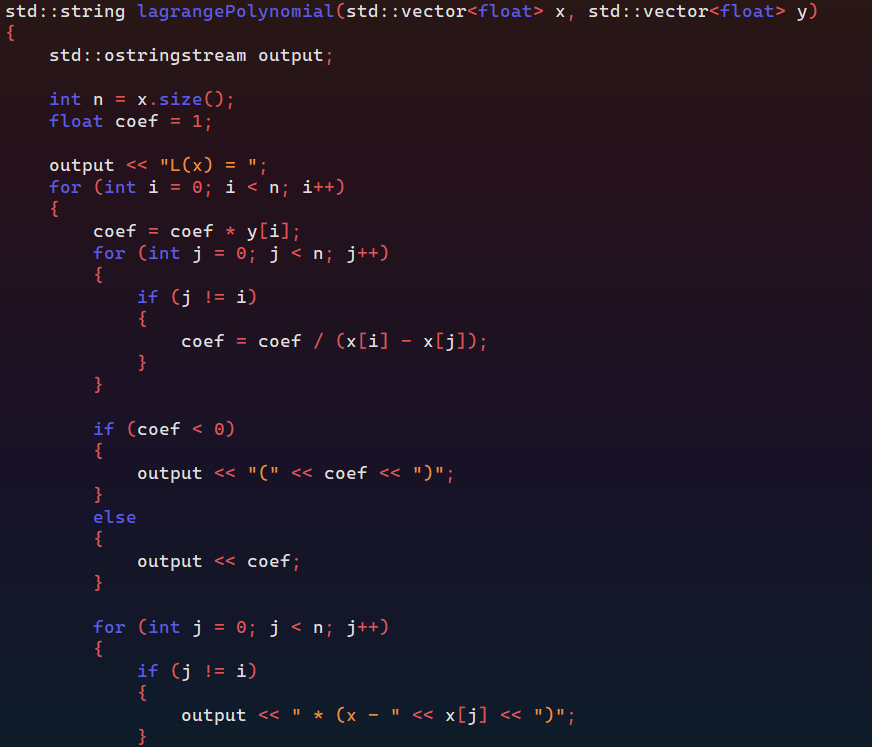 std::string lagrangePolynomial(std::vector<float> x, std::vector<float> y)
{
    std::ostringstream output;

    int n = x.size();
    float coef = 1;

    output << "L(x) = ";
    for (int i = 0; i < n; i++)
    {
        coef = coef * y[i];
        for (int j = 0; j < n; j++)
        {
            if (j != i)
            {
                coef = coef / (x[i] - x[j]);
            }
        }

        if (coef < 0)
        {
            output << "(" << coef << ")";
        }
        else
        {
            output << coef;
        }

        for (int j = 0; j < n; j++)
        {
            if (j != i)
            {
                output << " * (x - " << x[j] << ")";
            }